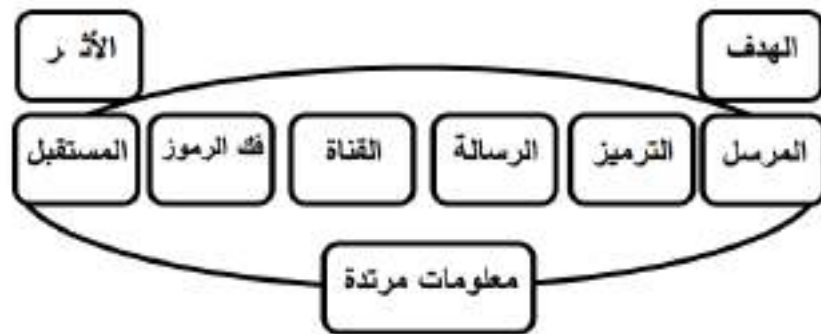 الهدف
الأثر
المرسل
الترميز
الرسالة
القناة
فك الرموز
المستقبل
معلومات مرتدة